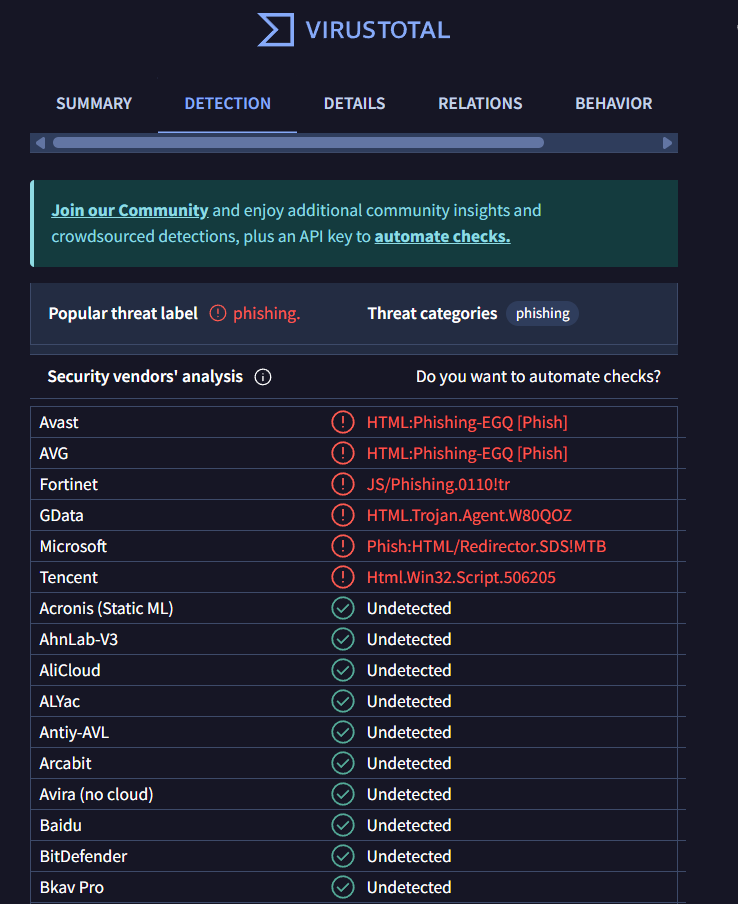 VIRUSTOTAL
SUMMARY DETECTION DETAILS RELATIONS BEHAVIOR
Join our Community and enjoy additional community insights and
crowdsourced detections, plus an API key to automate checks.
Popular threat label phishing. Threat categories phishing
Security vendors' analysis Do you want to automate checks?
Avast HTML:Phishing-EGQ [Phish]
AVG HTML:Phishing-EGQ [Phish]
Fortinet JS/Phishing.0110!tr
GData HTML.Trojan.Agent.W80QOZ
Microsoft Phish:HTML/Redirector.SDS!MTB
Tencent Html.Win32.Script.506205
Acronis (Static ML) Undetected
AhnLab-V3 Undetected
AliCloud Undetected
ALYac Undetected
Antiy-AVL Undetected
Arcabit Undetected
Avira (no cloud) Undetected
Baidu Undetected
BitDefender Undetected
Bkav Pro Undetected